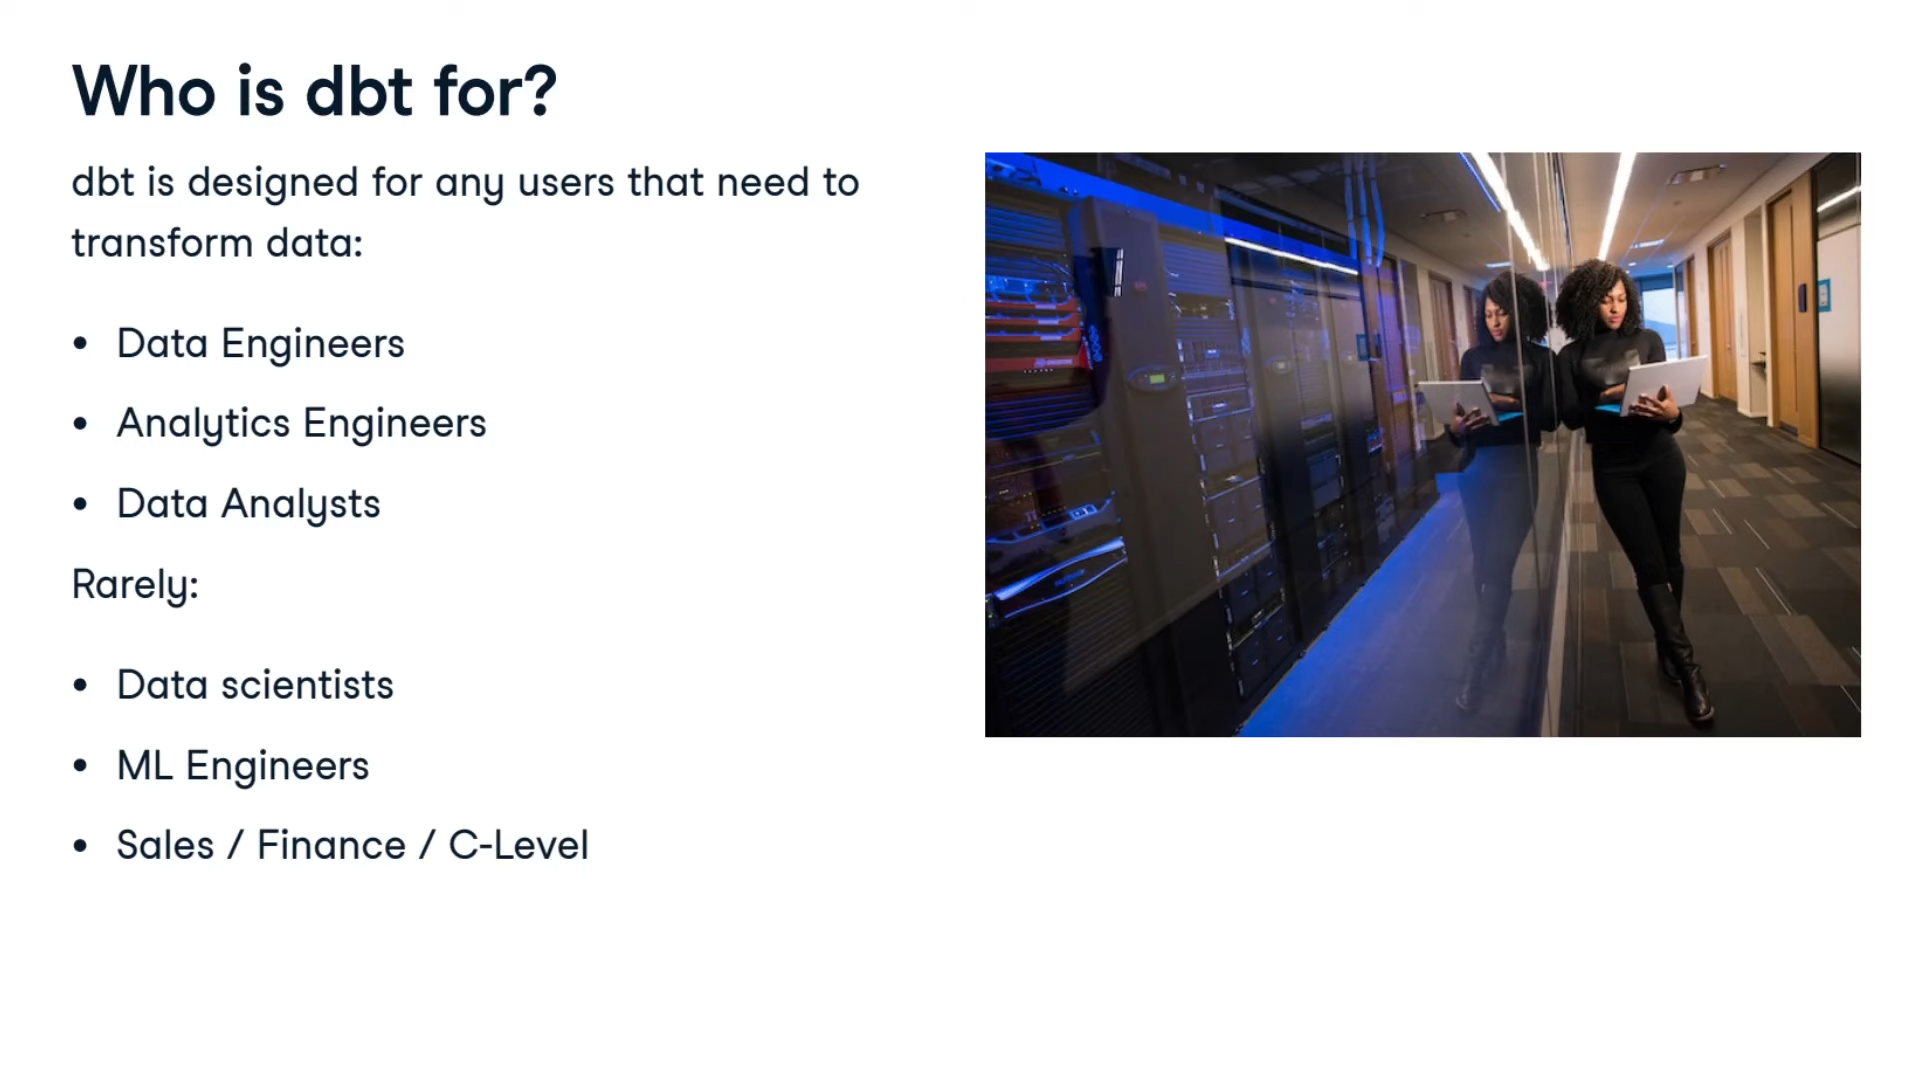 Who is dbt for?
dbt is designed for any users that need to
transform data:
• Data Engineers
• Analytics Engineers
• Data Analysts
Rarely:
• Data scientists
• ML Engineers
• Sales / Finance / C-Level